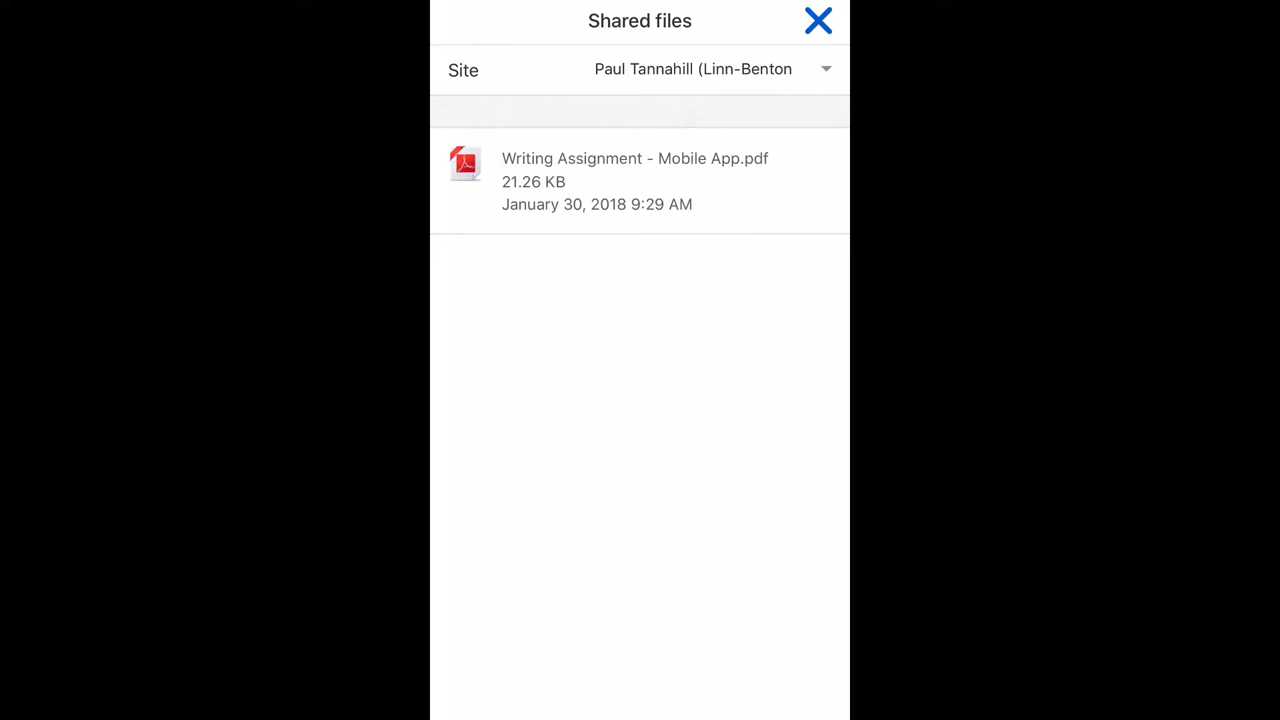 Shared files
Site
Paul Tannahill (Linn-Benton
Writing Assignment - Mobile App.pdf
21.26 KB
January 30, 2018 9:29 AM